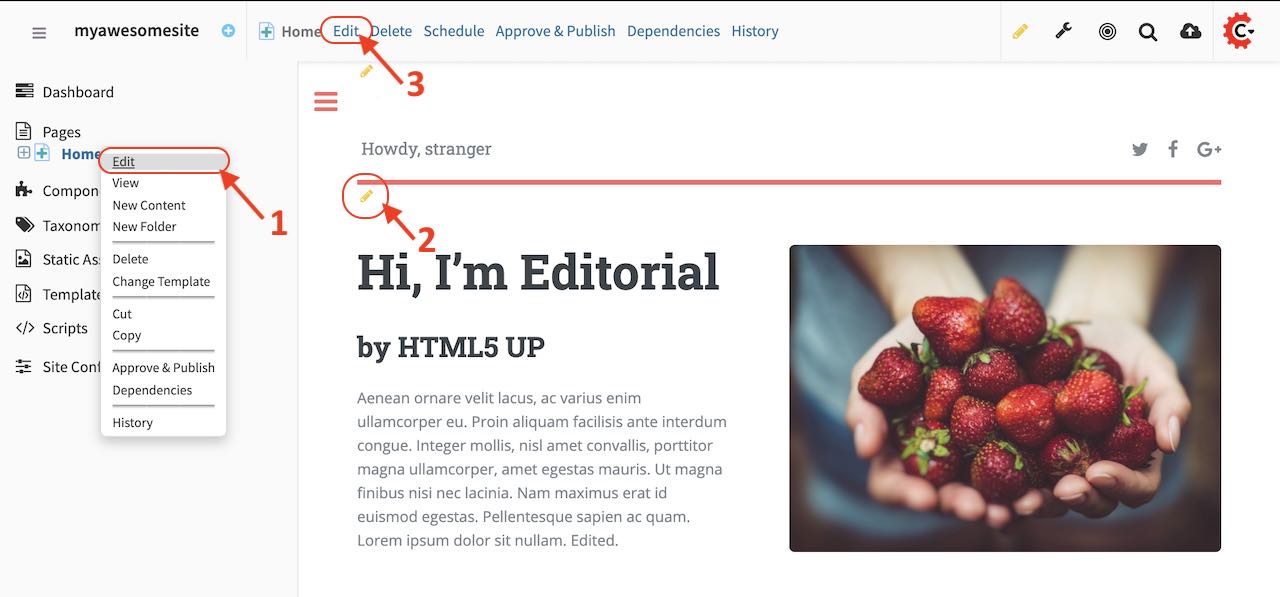 myawesomesite
Home Edit Delete Schedule Approve & Publish Dependencies History
C
3
Dashboard
Pages
Home
Compon
Taxonom
Static Ass
Template
Scripts
Site Conf
Edit
View
New Content
New Folder
Delete
Change Template
Cut
Copy
Approve & Publish
Dependencies
History
1
Howdy, stranger
G+
2
Hi, I’m Editorial
by HTML5 UP
Aenean ornare velit lacus, ac varius enim
ullamcorper eu. Proin aliquam facilisis ante interdum
congue. Integer mollis, nisl amet convallis, porttitor
magna ullamcorper, amet egestas mauris. Ut magna
finibus nisi nec lacinia. Nam maximus erat id
euismod egestas. Pellentesque sapien ac quam.
Lorem ipsum dolor sit nullam. Edited.